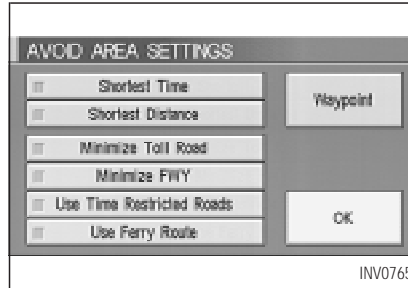 AVOID AREA SETTINGS
Shortest Time
Shortest Distance
Waypoint
Minimize Toll Road
Minimize FWY
Use Time Restricted Roads
Use Ferry Route
OK
INV0765